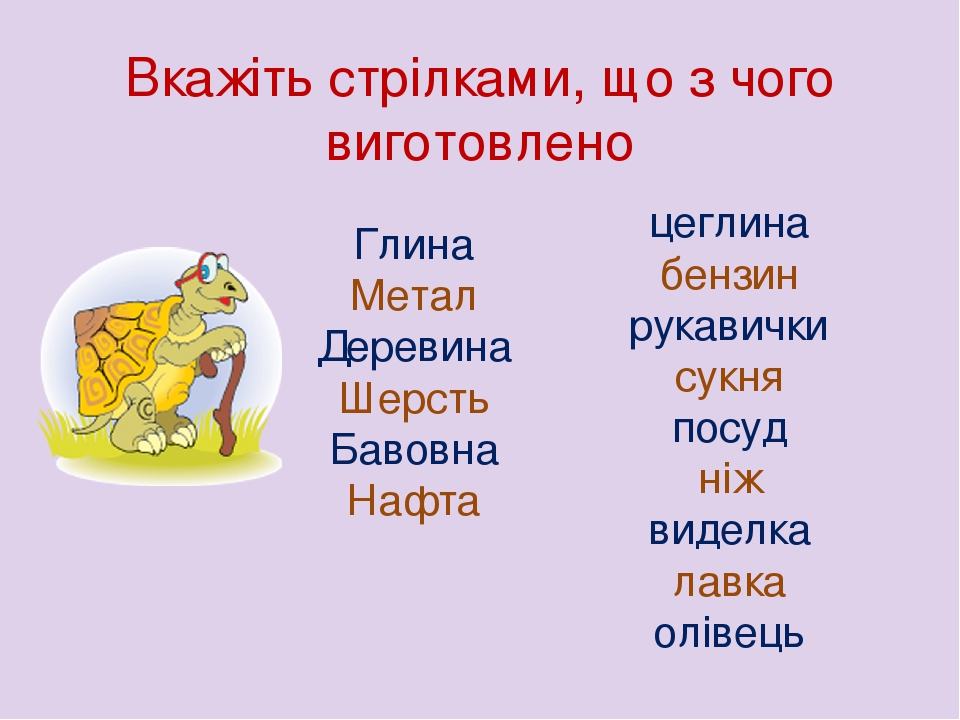 Вкажіть стрілками, що з чого
виготовлено
Глина
Метал
Деревина
Шерсть
Бавовна
Нафта
цеглина
бензин
рукавички
сукня
посуд
ніж
виделка
лавка
олівець